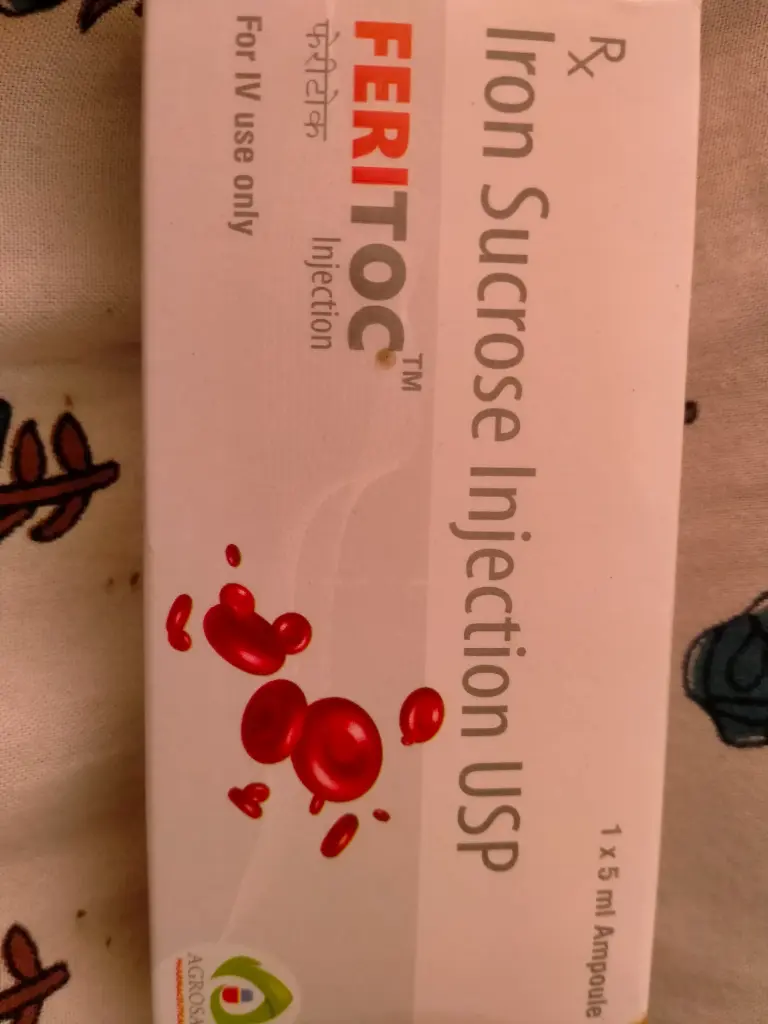 Rx
1 x 5 ml Ampoule
Iron Sucrose Injection USP
FERITOC™
फेरीटोक Injection
For IV use only